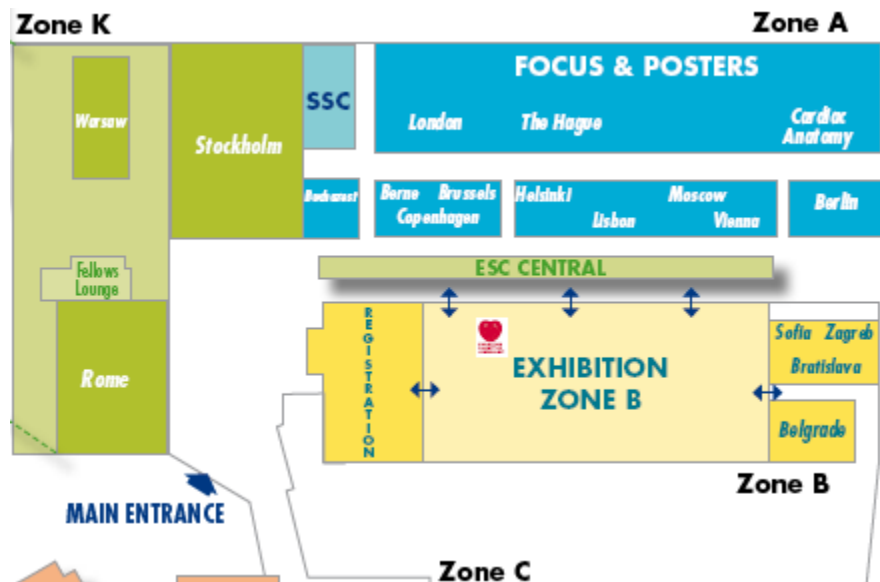 Zone K
Zone A
FOCUS & POSTERS
SSC
Warsaw
London
The Hague
Cardiac
Anatomy
Stockholm
Bucharest
Berne Brussels
Copenhagen
Helsinki
Moscow
Lisbon
Vienna
Berlin
Fellows
Lounge
ESC CENTRAL
REGISTRATION
Rome
EXHIBITION
ZONE B
Sofia Zagreb
Bratislava
Belgrade
Zone B
MAIN ENTRANCE
Zone C